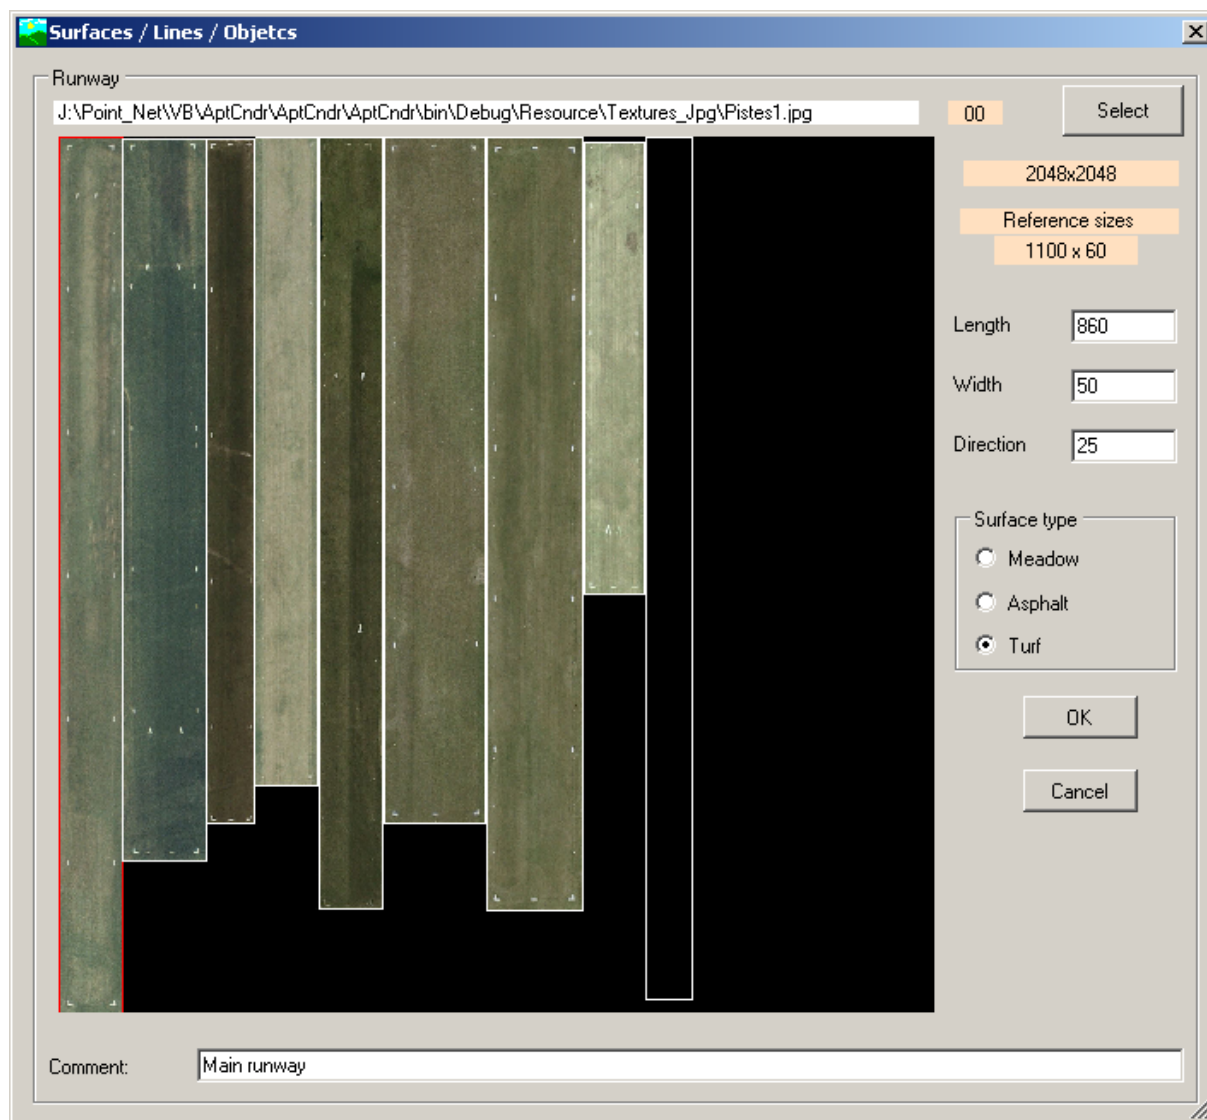 Surfaces / Lines / Objetcs
Runway
J:\Point_Net\VB\AptCndr\AptCndr\AptCndr\bin\Debug\Resource\Textures_Jpg\Pistes1.jpg
00
Select
2048x2048
Reference sizes
1100 x 60
Length
860
Width
50
Direction
25
Surface type
Meadow
Asphalt
Turf
OK
Cancel
Comment:
Main runway